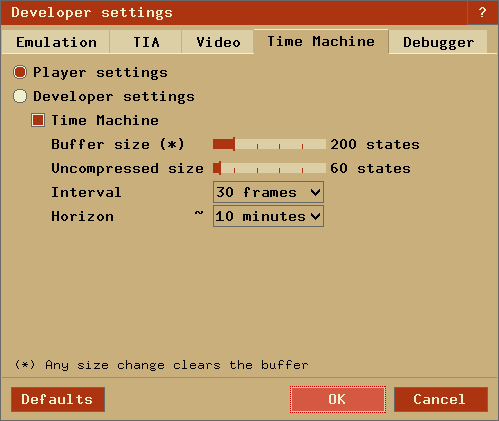 Developer settings ?
Emulation TIA Video Time Machine Debugger
Player settings
Developer settings
Time Machine
Buffer size (*) 200 states
Uncompressed size 60 states
Interval 30 frames
Horizon ~ 10 minutes
(*) Any size change clears the buffer
Defaults OK Cancel